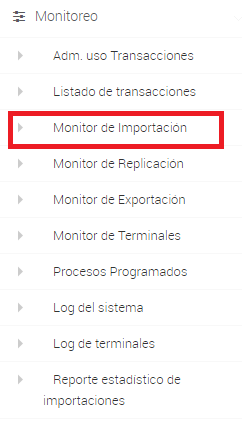 Monitoreo
Adm. uso Transacciones
Listado de transacciones
Monitor de Importación
Monitor de Replicación
Monitor de Exportación
Monitor de Terminales
Procesos Programados
Log del sistema
Log de terminales
Reporte estadístico de
importaciones